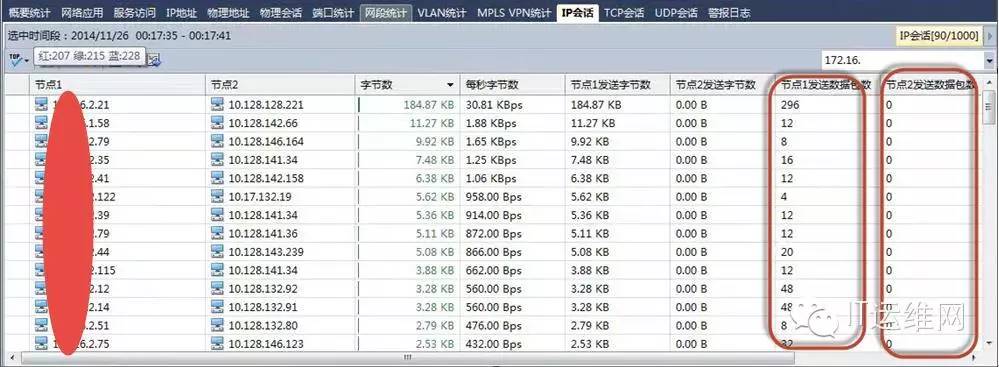 概要统计 网络应用 服务访问 IP地址 物理地址 物理会话 端口统计 网段统计 VLAN统计 MPLS VPN统计 IP会话 TCP会话 UDP会话 警报日志
选中时间段: 2014/11/26 00:17:35 - 00:17:41 IP会话[90/1000]
TOP 红:207 绿:215 蓝:228 172.16.
节点1 节点2 字节数 每秒字节数 节点1发送字节数 节点2发送字节数 节点1发送数据包数 节点2发送数据包数
6.2.21 10.128.128.221 184.87 KB 30.81 KBps 184.87 KB 0.00 B 296 0
.1.58 10.128.142.66 11.27 KB 1.88 KBps 11.27 KB 0.00 B 12 0
2.79 10.128.146.164 9.92 KB 1.65 KBps 9.92 KB 0.00 B 8 0
2.35 10.128.141.34 7.48 KB 1.25 KBps 7.48 KB 0.00 B 16 0
2.41 10.128.142.158 6.38 KB 1.06 KBps 6.38 KB 0.00 B 12 0
2.122 10.17.132.19 5.62 KB 958.00 Bps 5.62 KB 0.00 B 4 0
2.39 10.128.141.34 5.36 KB 914.00 Bps 5.36 KB 0.00 B 12 0
2.79 10.128.141.36 5.11 KB 872.00 Bps 5.11 KB 0.00 B 12 0
2.44 10.128.143.239 5.08 KB 866.00 Bps 5.08 KB 0.00 B 20 0
2.115 10.128.141.34 3.88 KB 662.00 Bps 3.88 KB 0.00 B 12 0
2.12 10.128.132.92 3.28 KB 560.00 Bps 3.28 KB 0.00 B 48 0
2.14 10.128.132.91 3.28 KB 560.00 Bps 3.28 KB 0.00 B 48 0
.2.51 10.128.132.80 2.79 KB 476.00 Bps 2.79 KB 0.00 B 8 0
6.2.75 10.128.146.123 2.53 KB 432.00 Bps 2.53 KB 0.00 B 32 0
IT运维网